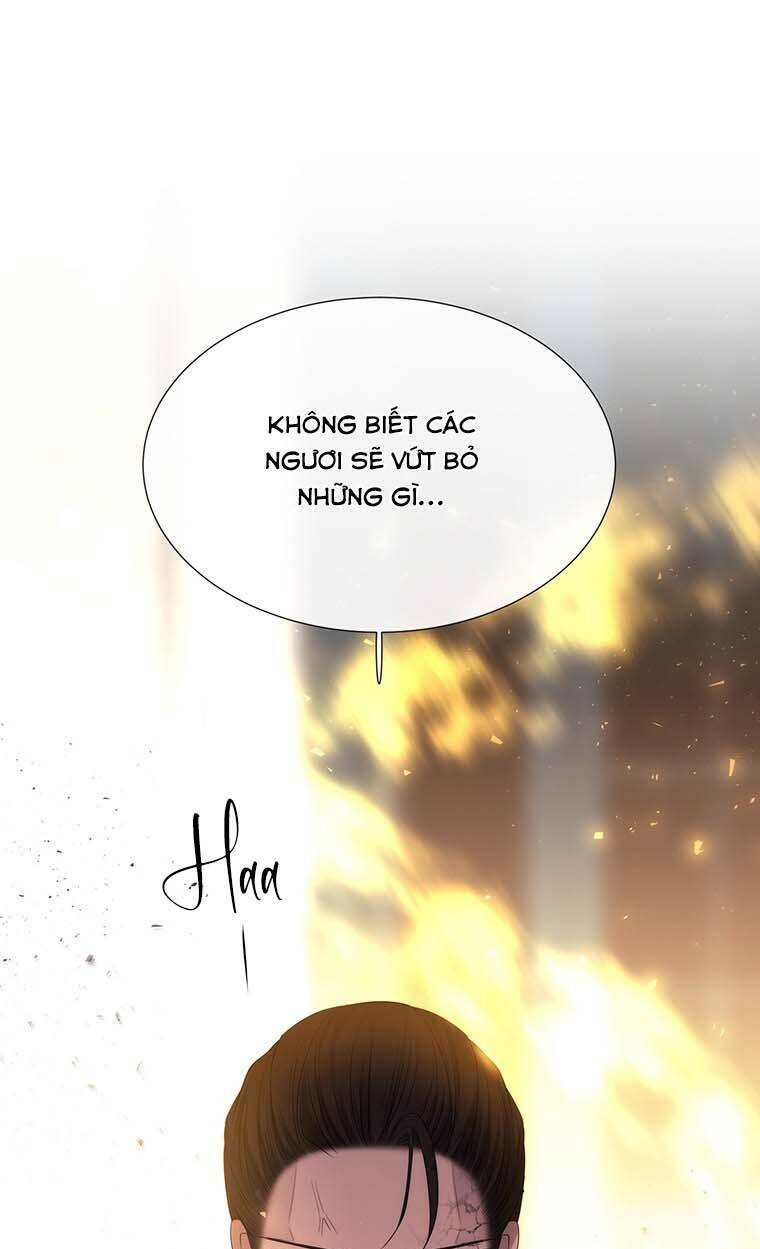 KHÔNG BIẾT CÁC
NGƯƠI SẼ VỨT BỎ
NHỮNG GÌ...
Haa